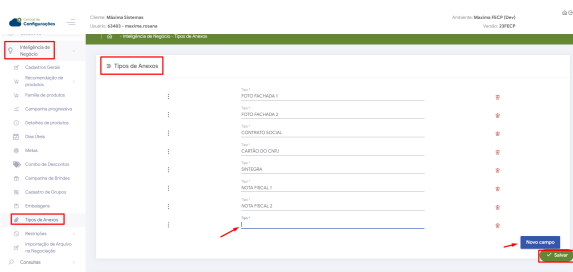 Central de
Configurações
Cliente: Máxima Sistemas
Usuário: 63483 - maxima.rosana
Ambiente: Maxima-FECP (Dev)
Versão: 23FECP
- Inteligência de Negócio - Tipos de Anexos
Inteligência de
Negócio
Cadastros Gerais
Recomendação de
produtos
Família de produtos
Campanha progressiva
Detalhes de produtos
Dias Úteis
Metas
Combo de Descontos
Campanha de Brindes
Cadastro de Grupos
Embalagens
Tipos de Anexos
Restrições
Importação de Arquivo
na Negociação
Consultas
Tipos de Anexos
Tipo *
FOTO FACHADA 1
Tipo *
FOTO FACHADA 2
Tipo *
CONTRATO SOCIAL
Tipo *
CARTÃO DO CNPJ
Tipo *
SINTEGRA
Tipo *
NOTA FISCAL 1
Tipo *
NOTA FISCAL 2
Tipo *
Novo campo
Salvar